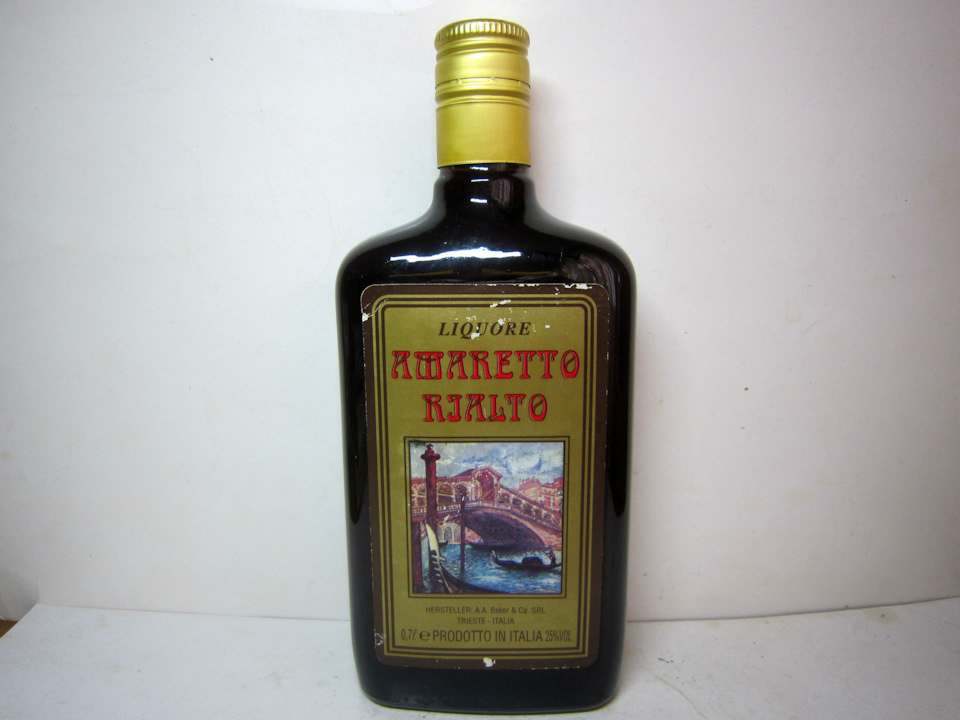 LIQUORE
AMARETTO
RIALTO
HERSTELLER: A.A. Baker & Co. SRL
TRIESTE - ITALIA
0,7ℓ ℮ PRODOTTO IN ITALIA 25%VOL